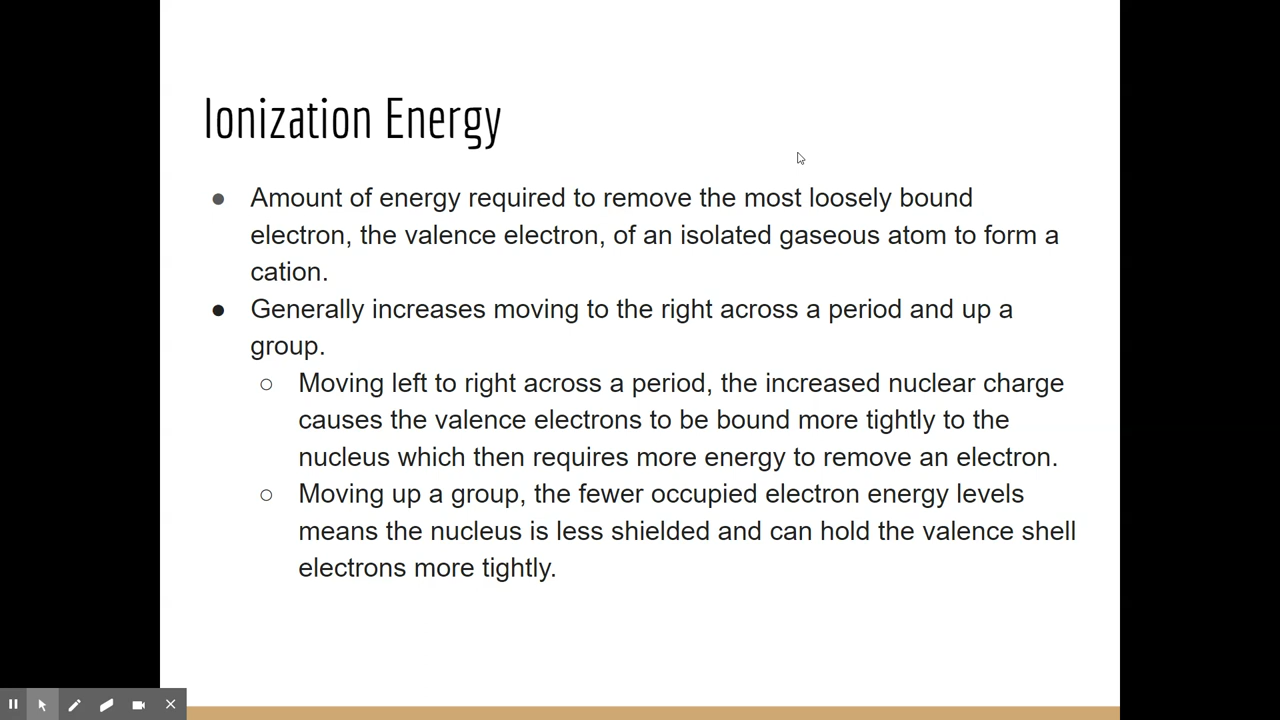 Ionization Energy
● Amount of energy required to remove the most loosely bound
electron, the valence electron, of an isolated gaseous atom to form a
cation.
● Generally increases moving to the right across a period and up a
group.
○ Moving left to right across a period, the increased nuclear charge
causes the valence electrons to be bound more tightly to the
nucleus which then requires more energy to remove an electron.
○ Moving up a group, the fewer occupied electron energy levels
means the nucleus is less shielded and can hold the valence shell
electrons more tightly.